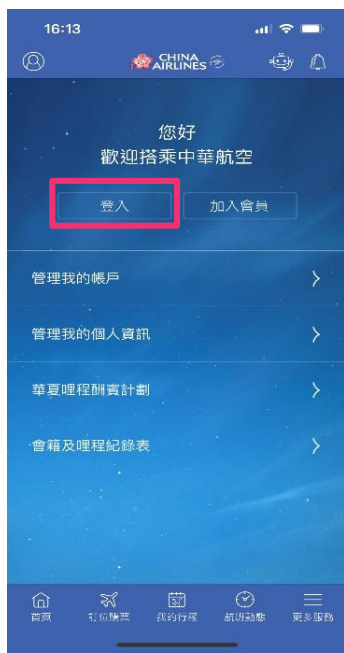 16:13
CHINA AIRLINES
您好
歡迎搭乘中華航空
登入
加入會員
管理我的帳戶
管理我的個人資訊
華夏哩程酬賓計劃
會籍及哩程紀錄表
首頁
訂位購票
我的行程
航班動態
更多服務